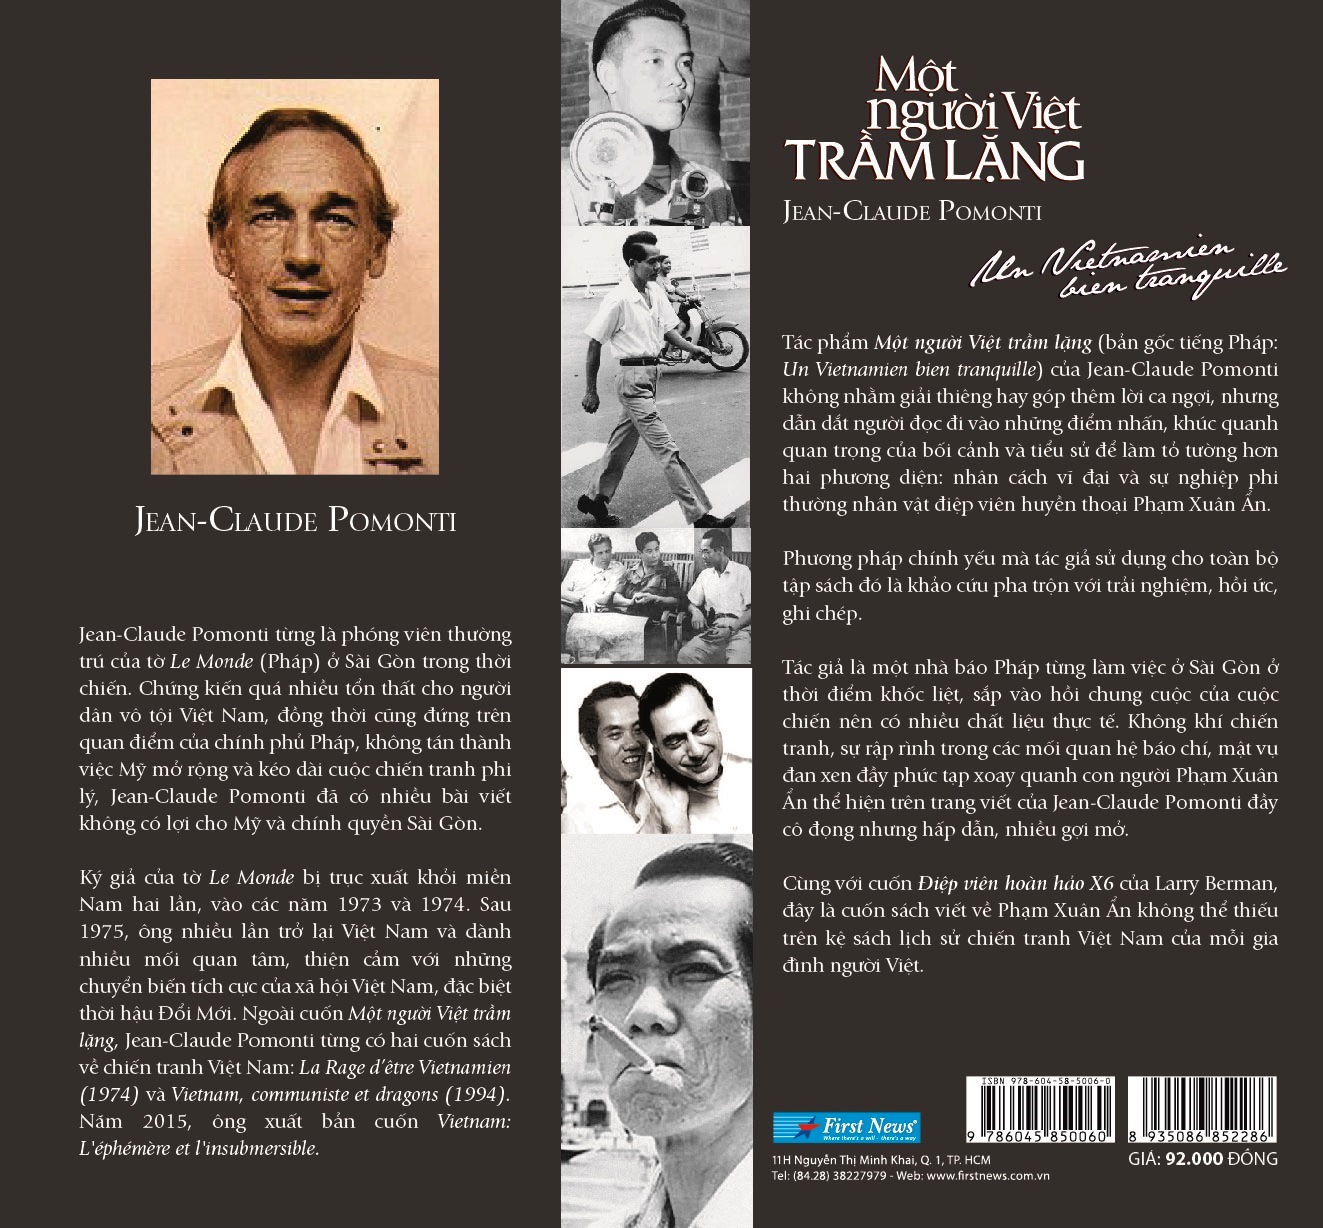 JEAN-CLAUDE POMONTI
Jean-Claude Pomonti từng là phóng viên thường
trú của tờ Le Monde (Pháp) ở Sài Gòn trong thời
chiến. Chứng kiến quá nhiều tổn thất cho người
dân vô tội Việt Nam, đồng thời cũng đứng trên
quan điểm của chính phủ Pháp, không tán thành
việc Mỹ mở rộng và kéo dài cuộc chiến tranh phi
lý, Jean-Claude Pomonti đã có nhiều bài viết
không có lợi cho Mỹ và chính quyền Sài Gòn.
Ký giả của tờ Le Monde bị trục xuất khỏi miền
Nam hai lần, vào các năm 1973 và 1974. Sau
1975, ông nhiều lần trở lại Việt Nam và dành
nhiều mối quan tâm, thiện cảm với những
chuyển biến tích cực của xã hội Việt Nam, đặc biệt
thời hậu Đổi Mới. Ngoài cuốn Một người Việt trầm
lặng, Jean-Claude Pomonti từng có hai cuốn sách
về chiến tranh Việt Nam: La Rage d’être Vietnamien
(1974) và Vietnam, communiste et dragons (1994).
Năm 2015, ông xuất bản cuốn Vietnam:
L'éphémère et l'insubmersible.
Một
người Việt
TRẦM LẶNG
JEAN-CLAUDE POMONTI
Un Vietnamien
bien tranquille
Tác phẩm Một người Việt trầm lặng (bản gốc tiếng Pháp:
Un Vietnamien bien tranquille) của Jean-Claude Pomonti
không nhằm giải thiêng hay góp thêm lời ca ngợi, nhưng
dẫn dắt người đọc đi vào những điểm nhấn, khúc quanh
quan trọng của bối cảnh và tiểu sử để làm tỏ tường hơn
hai phương diện: nhân cách vĩ đại và sự nghiệp phi
thường nhân vật điệp viên huyền thoại Phạm Xuân Ẩn.
Phương pháp chính yếu mà tác giả sử dụng cho toàn bộ
tập sách đó là khảo cứu pha trộn với trải nghiệm, hồi ức,
ghi chép.
Tác giả là một nhà báo Pháp từng làm việc ở Sài Gòn ở
thời điểm khốc liệt, sắp vào hồi chung cuộc của cuộc
chiến nên có nhiều chất liệu thực tế. Không khí chiến
tranh, sự rập rình trong các mối quan hệ báo chí, mật vụ
đan xen đầy phức tạp xoay quanh con người Phạm Xuân
Ẩn thể hiện trên trang viết của Jean-Claude Pomonti đầy
cô đọng nhưng hấp dẫn, nhiều gợi mở.
Cùng với cuốn Điệp viên hoàn hảo X6 của Larry Berman,
đây là cuốn sách viết về Phạm Xuân Ẩn không thể thiếu
trên kệ sách lịch sử chiến tranh Việt Nam của mỗi gia
đình người Việt.
First News®
Where there's a will - there's a way
11H Nguyễn Thị Minh Khai, Q. 1, TP. HCM
Tel: (84.28) 38227979 - Web: www.firstnews.com.vn
ISBN 978-604-58-5006-0
9 786045 850060
8 935086 852286
GIÁ: 92.000 ĐỒNG